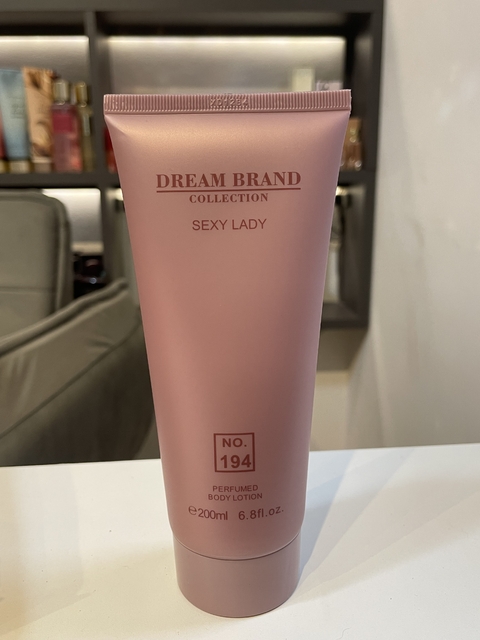 DREAM BRAND
COLLECTION
SEXY LADY
NO.
194
PERFUMED
BODY LOTION
℮200ml 6.8fl.oz.